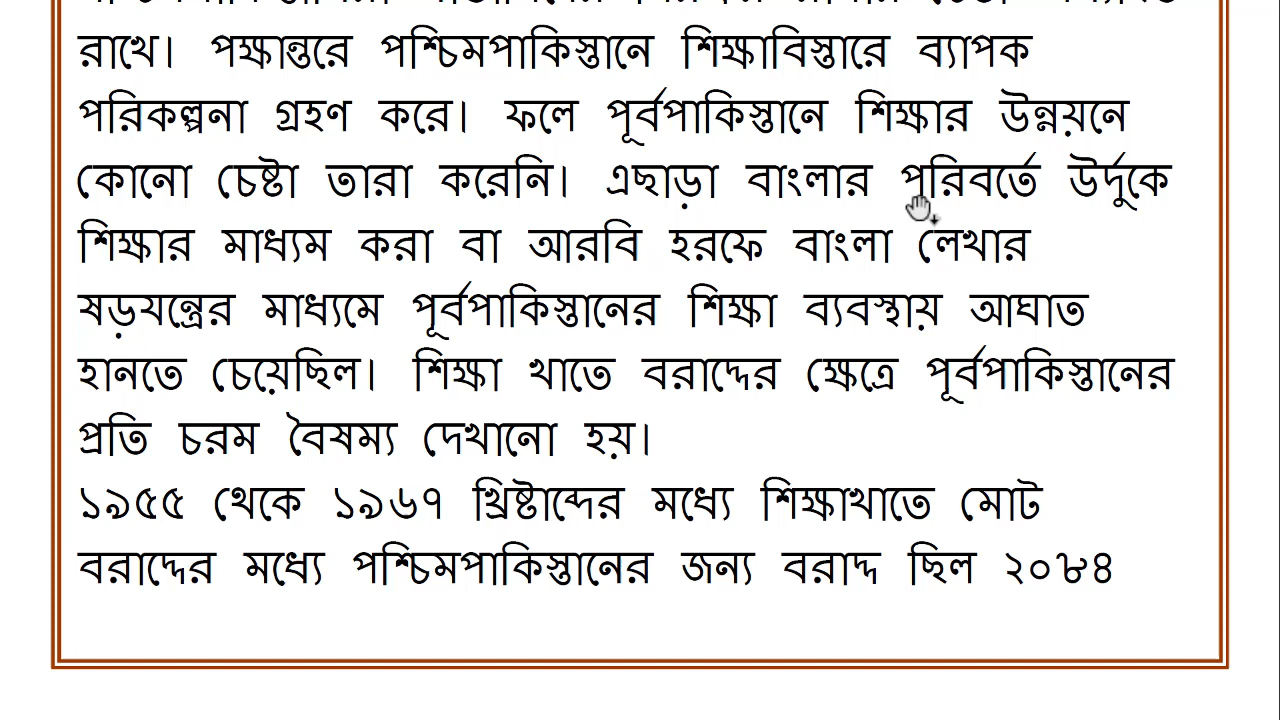 রাখে। পক্ষান্তরে পশ্চিমপাকিস্তানে শিক্ষাবিস্তারে ব্যাপক
পরিকল্পনা গ্রহণ করে। ফলে পূর্বপাকিস্তানে শিক্ষার উন্নয়নে
কোনো চেষ্টা তারা করেনি। এছাড়া বাংলার পরিবর্তে উর্দুকে
শিক্ষার মাধ্যম করা বা আরবি হরফে বাংলা লেখার
ষড়যন্ত্রের মাধ্যমে পূর্বপাকিস্তানের শিক্ষা ব্যবস্থায় আঘাত
হানতে চেয়েছিল। শিক্ষা খাতে বরাদ্দের ক্ষেত্রে পূর্বপাকিস্তানের
প্রতি চরম বৈষম্য দেখানো হয়।
১৯৫৫ থেকে ১৯৬৭ খ্রিষ্টাব্দের মধ্যে শিক্ষাখাতে মোট
বরাদ্দের মধ্যে পশ্চিমপাকিস্তানের জন্য বরাদ্দ ছিল ২০৮৪